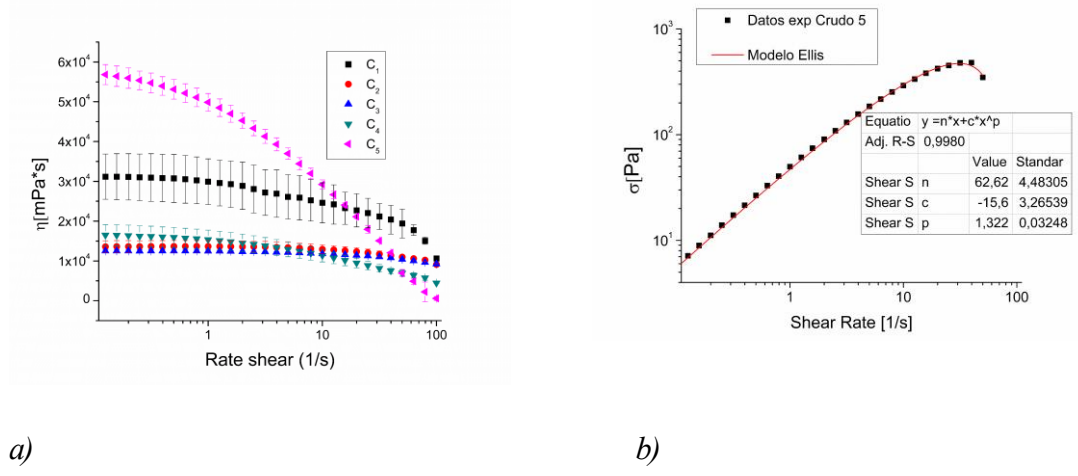 6x10⁴
5x10⁴
4x10⁴
3x10⁴
2x10⁴
1x10⁴
0
η[mPa*s]
C₁
C₂
C₃
C₄
C₅
1
10
100
Rate shear (1/s)
a)
Datos exp Crudo 5
Modelo Ellis
10³
10²
10¹
σ[Pa]
Equatio y =n*x+c*x^p
Adj. R-S 0,9980
Value Standar
Shear S n 62,62 4,48305
Shear S c -15,6 3,26539
Shear S p 1,322 0,03248
1
10
100
Shear Rate [1/s]
b)